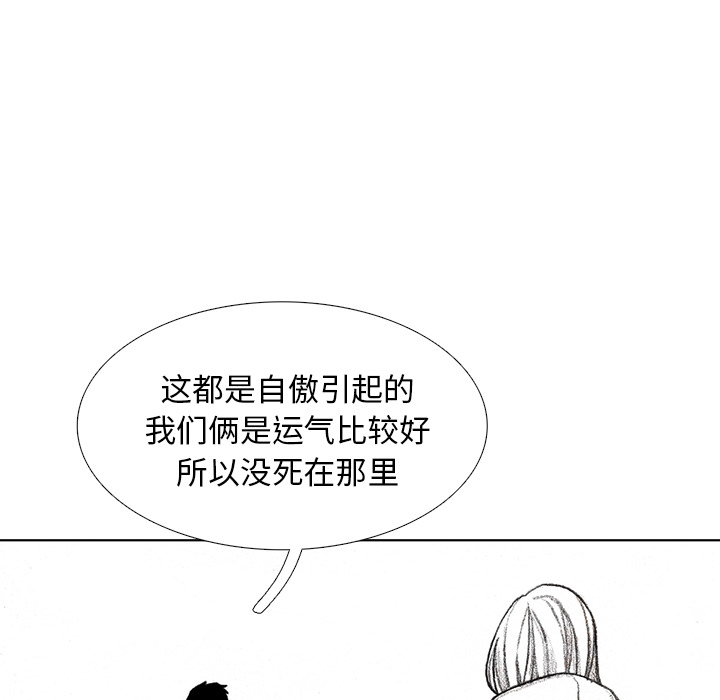 这都是自傲引起的
我们俩是运气比较好
所以没死在那里